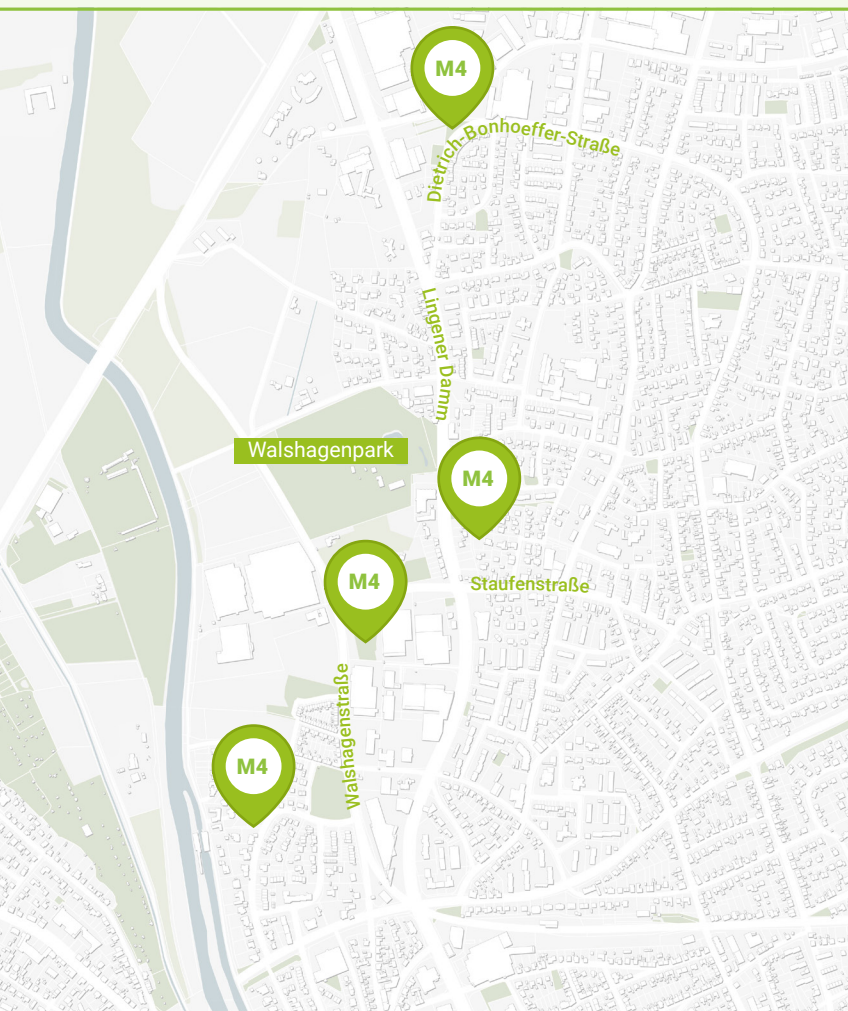 M4
Dietrich-Bonhoeffer-Straße
Lingener Damm
Walshagenpark
M4
M4
Staufenstraße
Walshagenstraße
M4